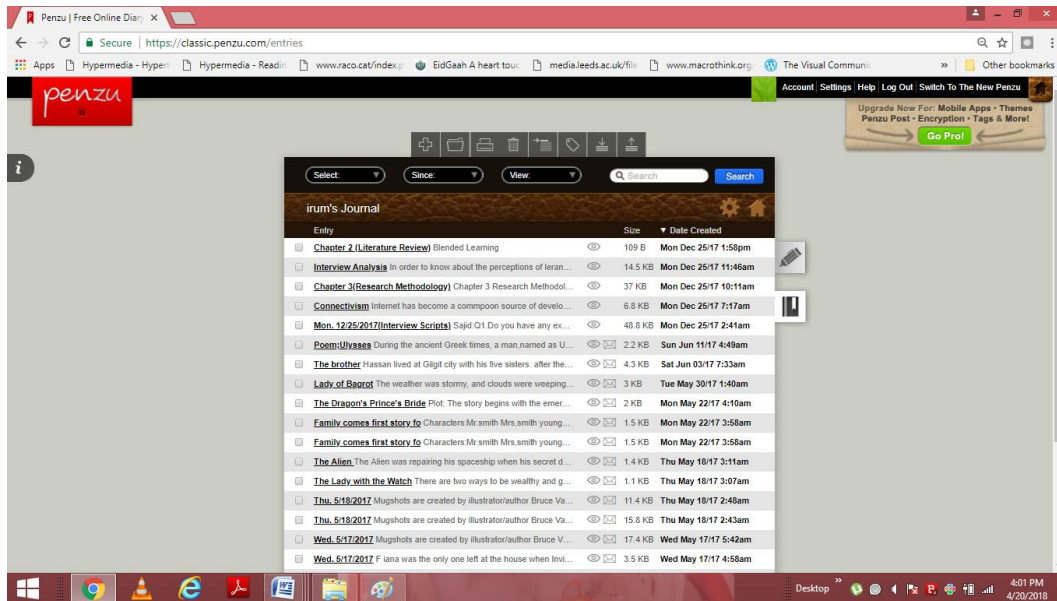 Penzu | Free Online Diar
Secure | https://classic.penzu.com/entries
Apps Hypermedia - Hypert Hypermedia - Readin www.raco.cat/index.p EidGaah A heart touc media.leeds.ac.uk/file www.macrothink.org The Visual Communi » Other bookmarks
penzu
Account Settings Help Log Out Switch To The New Penzu
Upgrade Now For: Mobile Apps · Themes
Penzu Post · Encryption · Tags & More!
Go Pro!
i
Select: Since: View: Search Search
irum's Journal
Entry Size Date Created
Chapter 2 (Literature Review) Blended Learning 109 B Mon Dec 25/17 1:58pm
Interview Analysis In order to know about the perceptions of leran... 14.5 KB Mon Dec 25/17 11:46am
Chapter 3(Research Methodology) Chapter 3 Research Methodol... 37 KB Mon Dec 25/17 10:11am
Connectivism Internet has become a commpoon source of develo... 6.8 KB Mon Dec 25/17 7:17am
Mon. 12/25/2017(Interview Scripts) Sajid:Q1.Do you have any ex... 48.8 KB Mon Dec 25/17 2:41am
Poem;Ulysses During the ancient Greek times, a man,named as U... 2.2 KB Sun Jun 11/17 4:49am
The brother Hassan lived at Gilgit city with his five sisters. after the... 4.3 KB Sat Jun 03/17 7:33am
Lady of Bagrot The weather was stormy, and clouds were weeping... 3 KB Tue May 30/17 1:40am
The Dragon's Prince's Bride Plot: The story begins with the emer... 2 KB Mon May 22/17 4:10am
Family comes first story fo Characters:Mr.smith Mrs,smith young... 1.5 KB Mon May 22/17 3:58am
Family comes first story fo Characters:Mr.smith Mrs,smith young... 1.5 KB Mon May 22/17 3:58am
The Alien The Alien was repairing his spaceship when his secret d... 1.4 KB Thu May 18/17 3:11am
The Lady with the Watch There are two ways to be wealthy and g... 1.1 KB Thu May 18/17 3:07am
Thu. 5/18/2017 Mugshots are created by illustrator/author Bruce Va... 11.4 KB Thu May 18/17 2:48am
Thu. 5/18/2017 Mugshots are created by illustrator/author Bruce Va... 15.8 KB Thu May 18/17 2:43am
Wed. 5/17/2017 Mugshots are created by illustrator/author Bruce V... 17.4 KB Wed May 17/17 5:42am
Wed. 5/17/2017 F iana was the only one left at the house when Invi... 3.5 KB Wed May 17/17 4:58am
Desktop » 4:01 PM
4/20/2018